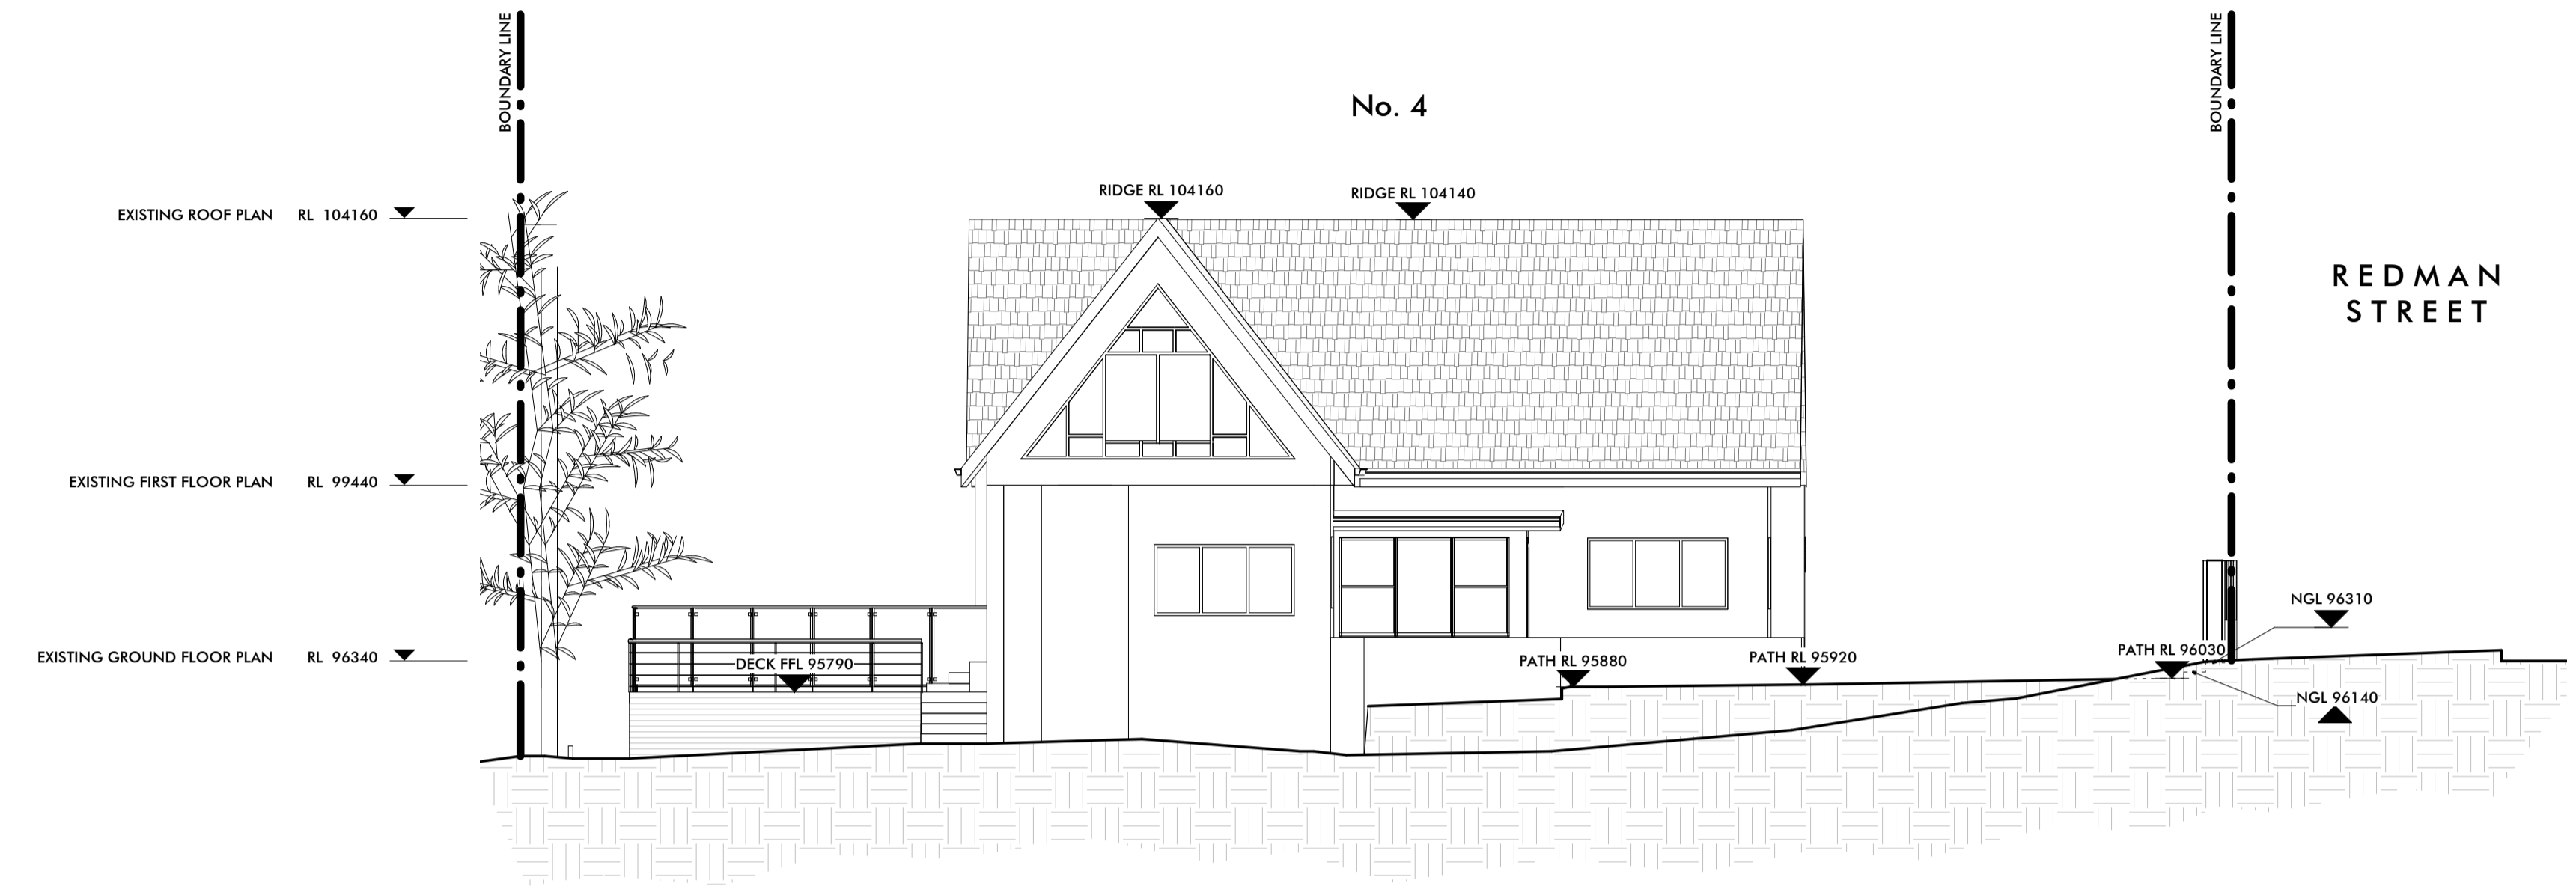 BOUNDARY LINE
BOUNDARY LINE
No. 4
RIDGE RL 104160
RIDGE RL 104140
EXISTING ROOF PLAN RL 104160
REDMAN
STREET
EXISTING FIRST FLOOR PLAN RL 99440
NGL 96310
EXISTING GROUND FLOOR PLAN RL 96340
DECK FFL 95790
PATH RL 95880
PATH RL 95920
PATH RL 96030
NGL 96140